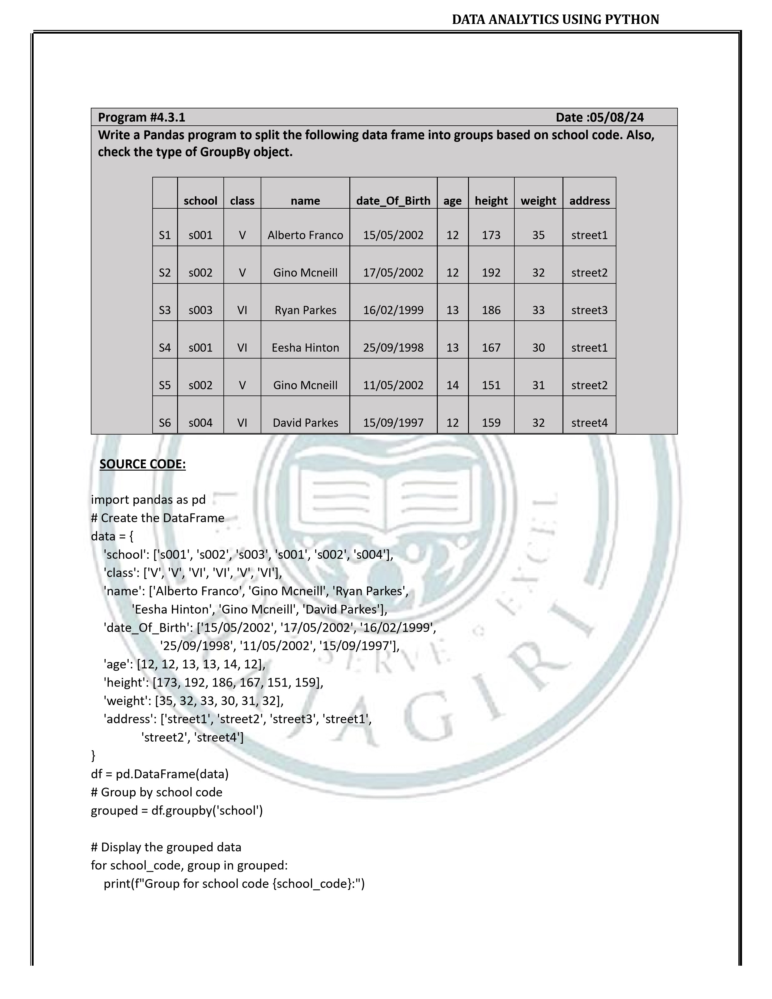 DATA ANALYTICS USING PYTHON
Program #4.3.1 Date :05/08/24
Write a Pandas program to split the following data frame into groups based on school code. Also,
check the type of GroupBy object.
school class name date_Of_Birth age height weight address
S1 s001 V Alberto Franco 15/05/2002 12 173 35 street1
S2 s002 V Gino Mcneill 17/05/2002 12 192 32 street2
S3 s003 VI Ryan Parkes 16/02/1999 13 186 33 street3
S4 s001 VI Eesha Hinton 25/09/1998 13 167 30 street1
S5 s002 V Gino Mcneill 11/05/2002 14 151 31 street2
S6 s004 VI David Parkes 15/09/1997 12 159 32 street4
SOURCE CODE:
import pandas as pd
# Create the DataFrame
data = {
'school': ['s001', 's002', 's003', 's001', 's002', 's004'],
'class': ['V', 'V', 'VI', 'VI', 'V', 'VI'],
'name': ['Alberto Franco', 'Gino Mcneill', 'Ryan Parkes',
'Eesha Hinton', 'Gino Mcneill', 'David Parkes'],
'date_Of_Birth': ['15/05/2002', '17/05/2002', '16/02/1999',
'25/09/1998', '11/05/2002', '15/09/1997'],
'age': [12, 12, 13, 13, 14, 12],
'height': [173, 192, 186, 167, 151, 159],
'weight': [35, 32, 33, 30, 31, 32],
'address': ['street1', 'street2', 'street3', 'street1',
'street2', 'street4']
}
df = pd.DataFrame(data)
# Group by school code
grouped = df.groupby('school')
# Display the grouped data
for school_code, group in grouped:
print(f"Group for school code {school_code}:")
SERVE
EXCEL
RAJAGIRI